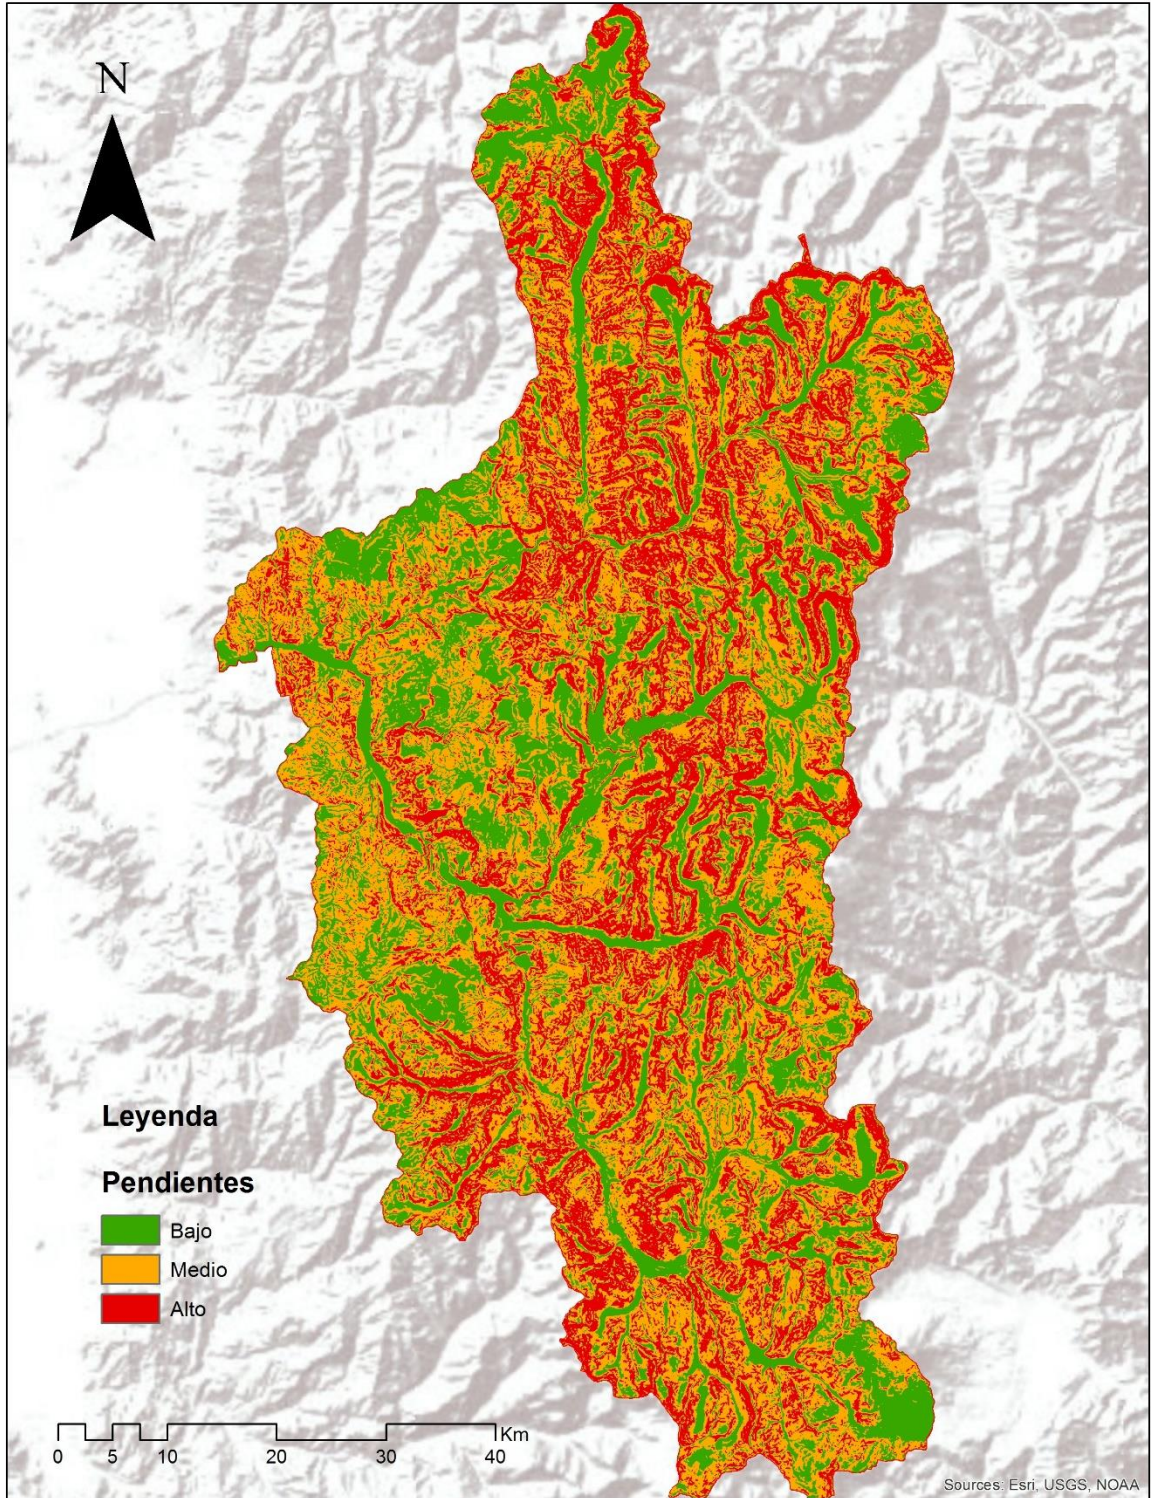 N
Leyenda
Pendientes
Bajo
Medio
Alto
Km
0 5 10 20 30 40
Sources: Esri, USGS, NOAA